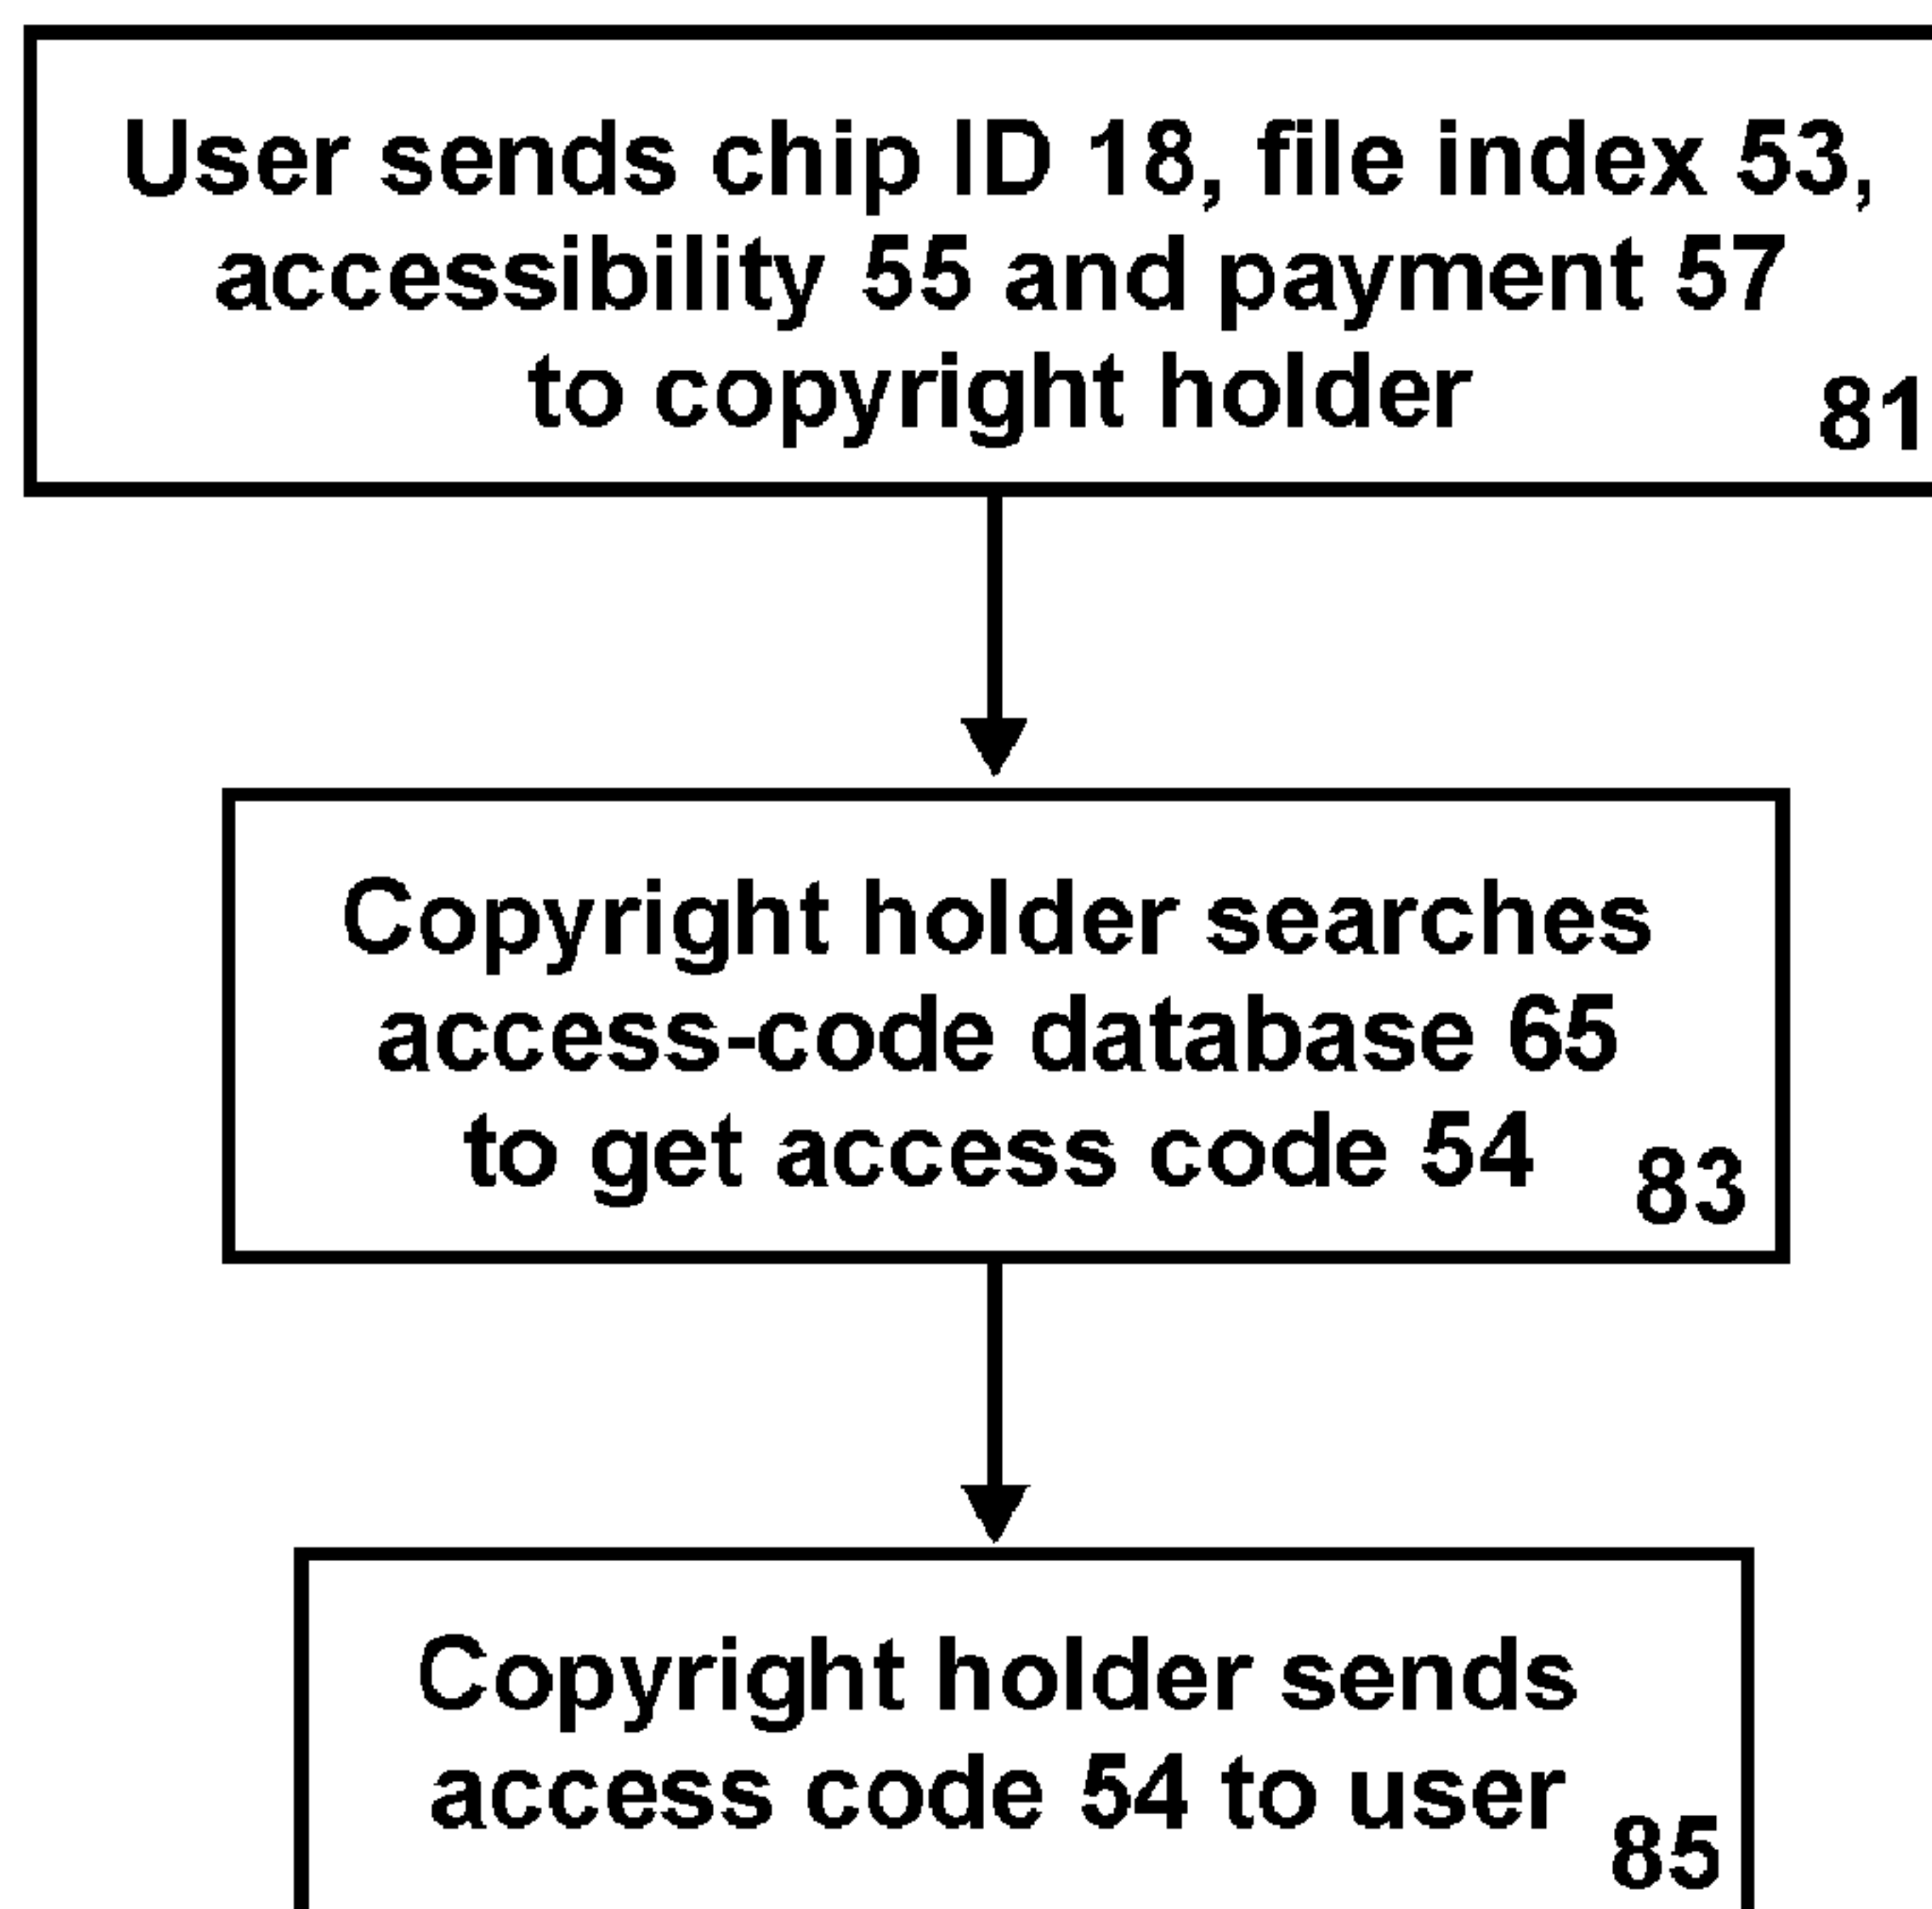 User sends chip ID 18, file index 53,
accessibility 55 and payment 57
to copyright holder
81
Copyright holder searches
access-code database 65
to get access code 54
83
Copyright holder sends
access code 54 to user
85